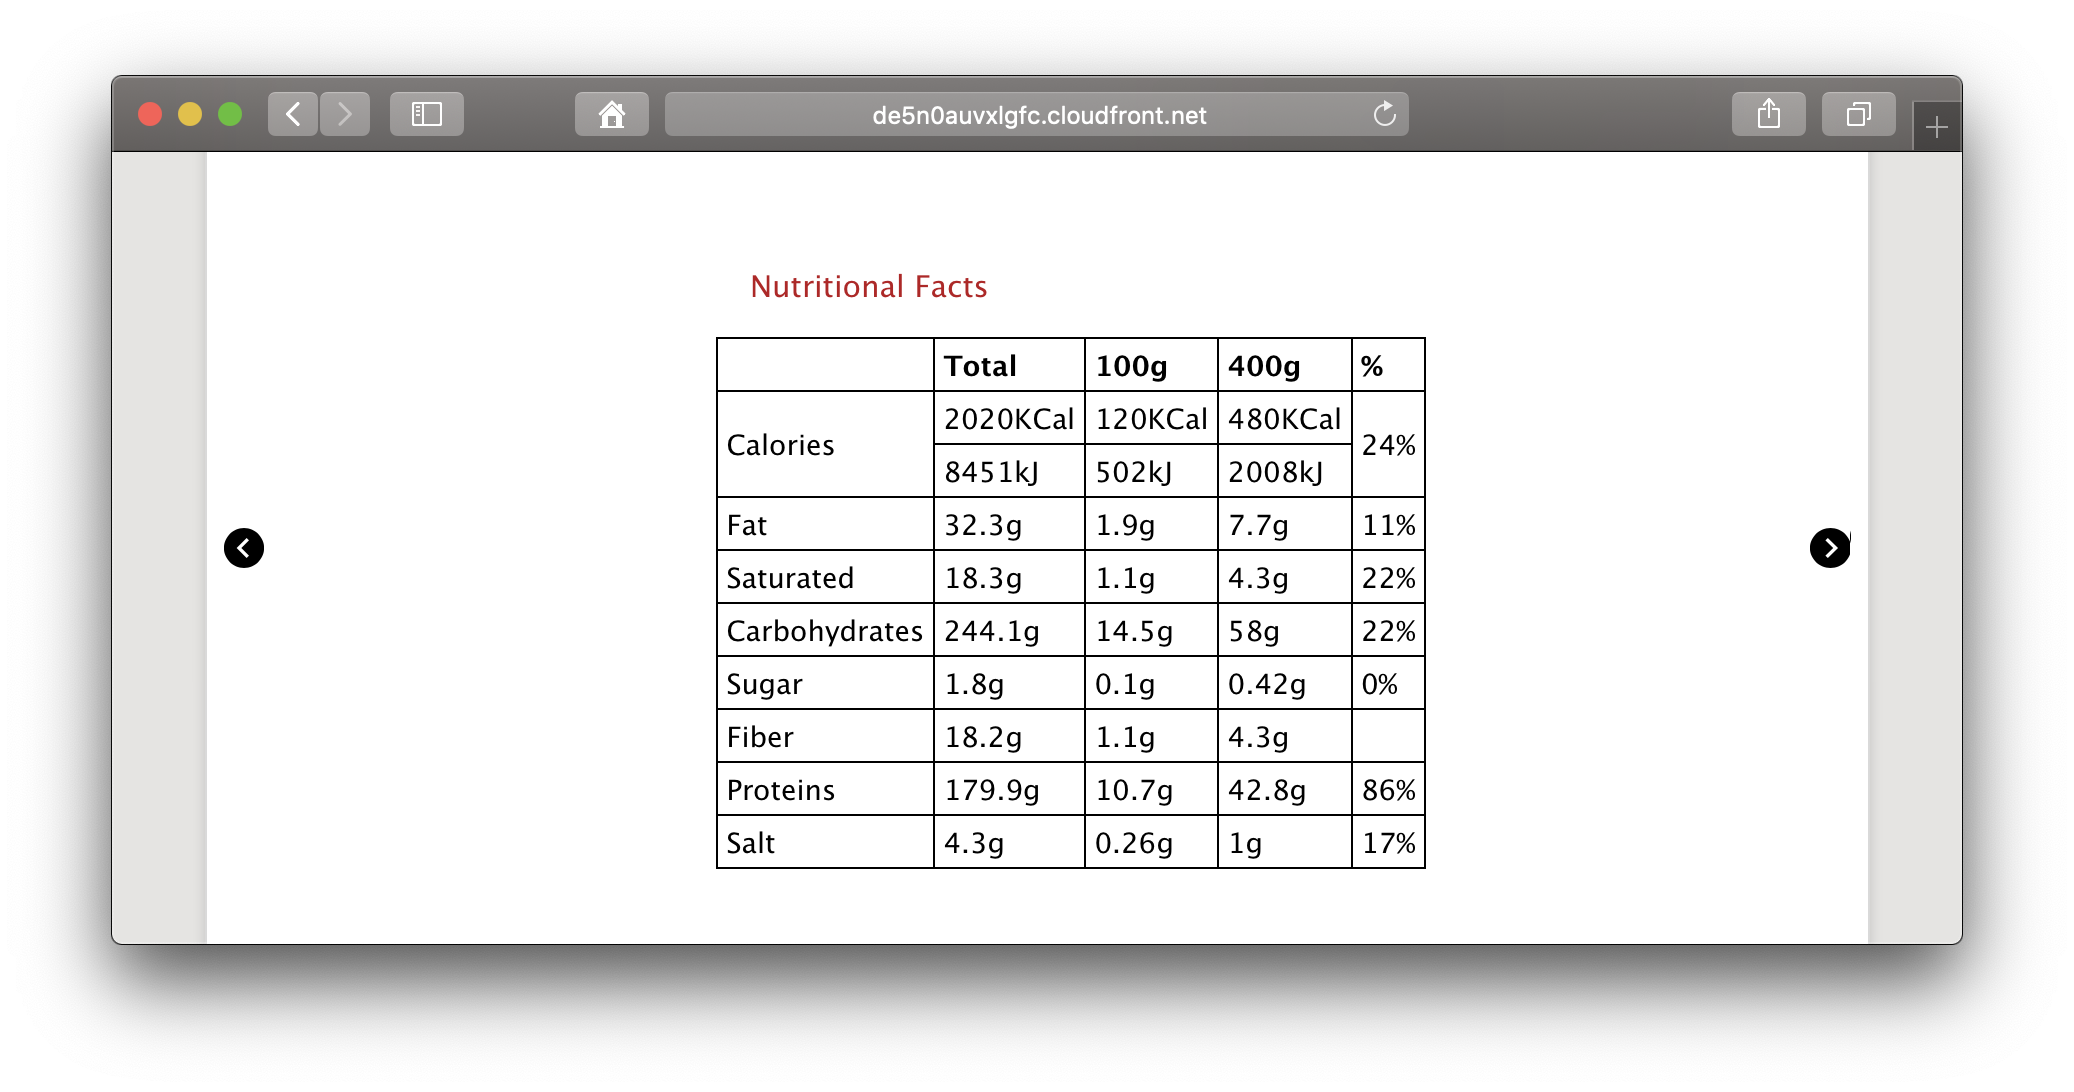 de5n0auvxlgfc.cloudfront.net
Nutritional Facts
Total 100g 400g %
Calories 2020KCal 120KCal 480KCal 24%
8451kJ 502kJ 2008kJ
Fat 32.3g 1.9g 7.7g 11%
Saturated 18.3g 1.1g 4.3g 22%
Carbohydrates 244.1g 14.5g 58g 22%
Sugar 1.8g 0.1g 0.42g 0%
Fiber 18.2g 1.1g 4.3g
Proteins 179.9g 10.7g 42.8g 86%
Salt 4.3g 0.26g 1g 17%